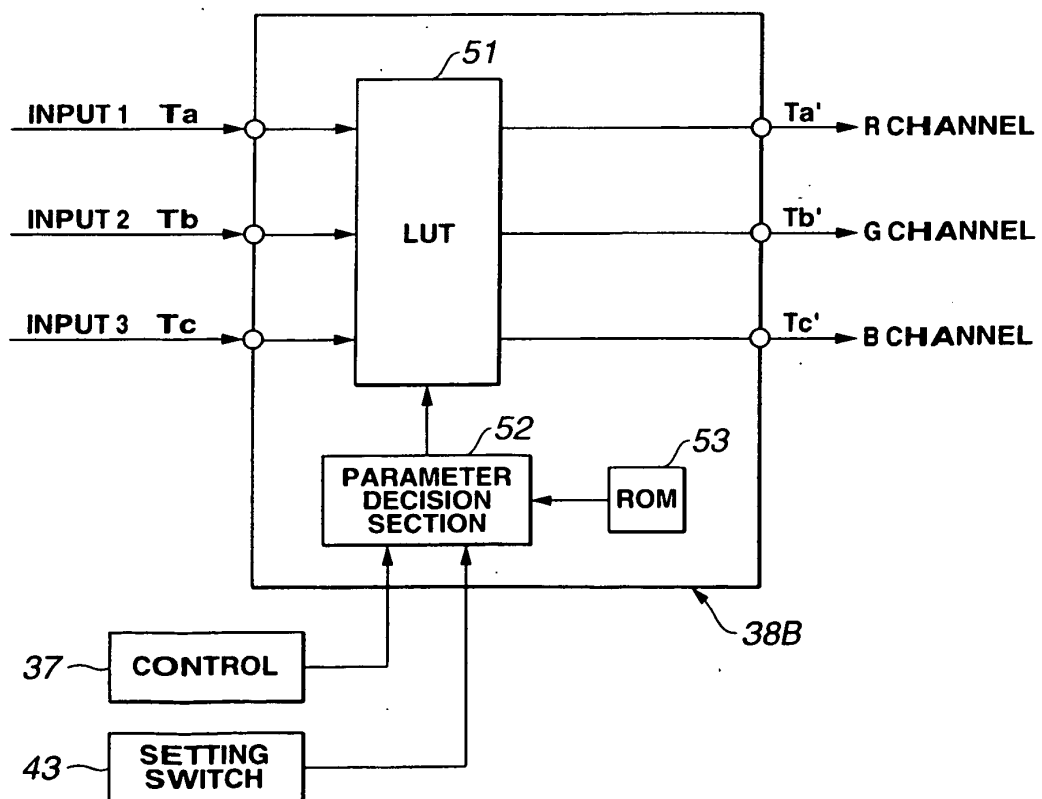 51
INPUT 1 Ta
Ta' R CHANNEL
INPUT 2 Tb
LUT
Tb' G CHANNEL
INPUT 3 Tc
Tc' B CHANNEL
52
53
PARAMETER
DECISION
SECTION
ROM
38B
37
CONTROL
43
SETTING
SWITCH